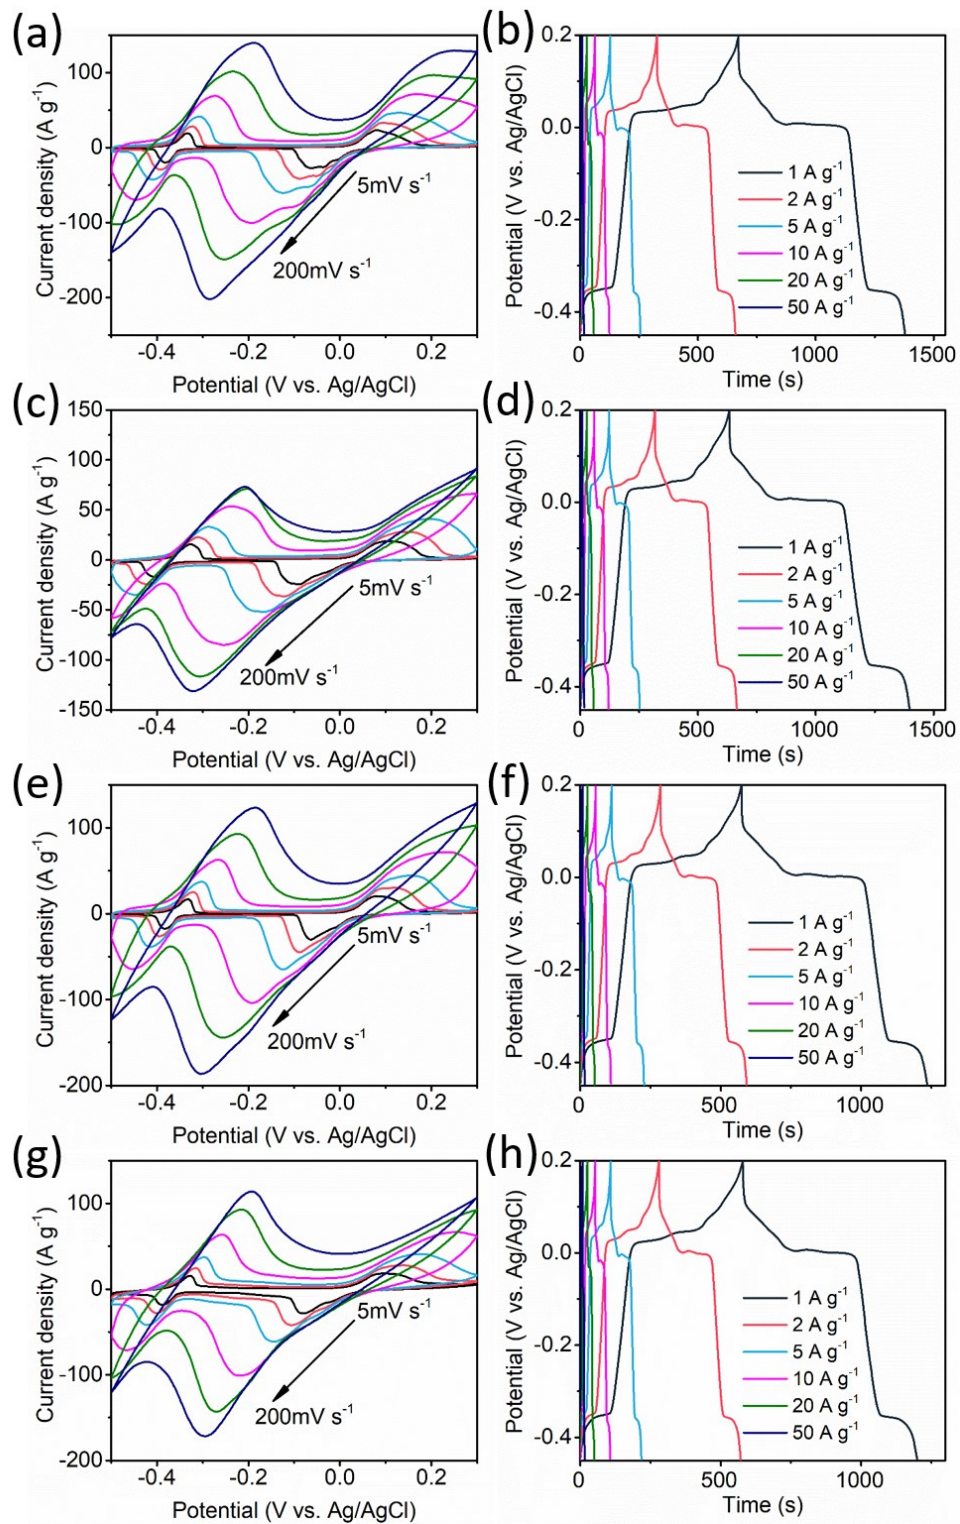 (a)
100
0
-100
-200
Current density (A g⁻¹)
5mV s⁻¹
200mV s⁻¹
-0.4
-0.2
0.0
0.2
Potential (V vs. Ag/AgCl)
(b)
0.2
0.0
-0.2
-0.4
Potential (V vs. Ag/AgCl)
1 A g⁻¹
2 A g⁻¹
5 A g⁻¹
10 A g⁻¹
20 A g⁻¹
50 A g⁻¹
0
500
1000
1500
Time (s)
(c)
150
100
50
0
-50
-100
-150
Current density (A g⁻¹)
5mV s⁻¹
200mV s⁻¹
-0.4
-0.2
0.0
0.2
Potential (V vs. Ag/AgCl)
(d)
0.2
0.0
-0.2
-0.4
Potential (V vs. Ag/AgCl)
1 A g⁻¹
2 A g⁻¹
5 A g⁻¹
10 A g⁻¹
20 A g⁻¹
50 A g⁻¹
0
500
1000
1500
Time (s)
(e)
100
0
-100
-200
Current density (A g⁻¹)
5mV s⁻¹
200mV s⁻¹
-0.4
-0.2
0.0
0.2
Potential (V vs. Ag/AgCl)
(f)
0.2
0.0
-0.2
-0.4
Potential (V vs. Ag/AgCl)
1 A g⁻¹
2 A g⁻¹
5 A g⁻¹
10 A g⁻¹
20 A g⁻¹
50 A g⁻¹
0
500
1000
Time (s)
(g)
100
0
-100
-200
Current density (A g⁻¹)
5mV s⁻¹
200mV s⁻¹
-0.4
-0.2
0.0
0.2
Potential (V vs. Ag/AgCl)
(h)
0.2
0.0
-0.2
-0.4
Potential (V vs. Ag/AgCl)
1 A g⁻¹
2 A g⁻¹
5 A g⁻¹
10 A g⁻¹
20 A g⁻¹
50 A g⁻¹
0
500
1000
Time (s)